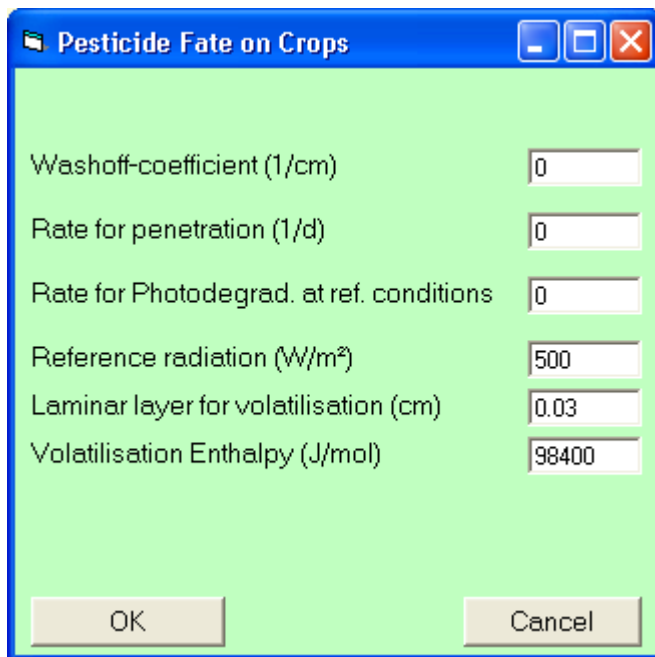 Pesticide Fate on Crops
Washoff-coefficient (1/cm) 0
Rate for penetration (1/d) 0
Rate for Photodegrad. at ref. conditions 0
Reference radiation (W/m²) 500
Laminar layer for volatilisation (cm) 0.03
Volatilisation Enthalpy (J/mol) 98400
OK Cancel